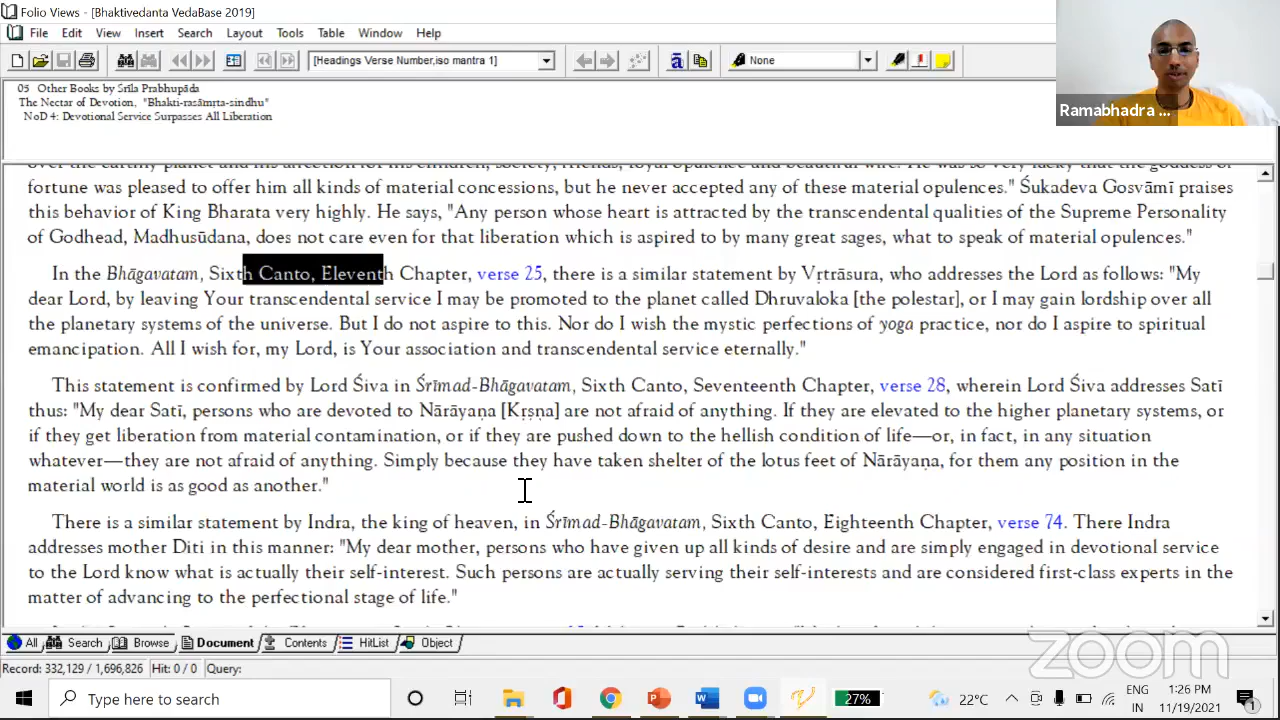 Folio Views - [Bhaktivedanta VedaBase 2019]
File Edit View Insert Search Layout Tools Table Window Help
[Headings Verse Number,iso mantra 1] None
05 Other Books by Śrīla Prabhupāda
The Nectar of Devotion, "Bhakti-rasāmṛta-sindhu"
NoD 4: Devotional Service Surpasses All Liberation
Ramabhadra ...
fortune was pleased to offer him all kinds of material concessions, but he never accepted any of these material opulences." Śukadeva Gosvāmī praises
this behavior of King Bharata very highly. He says, "Any person whose heart is attracted by the transcendental qualities of the Supreme Personality
of Godhead, Madhusūdana, does not care even for that liberation which is aspired to by many great sages, what to speak of material opulences."
In the Bhāgavatam, Sixth Canto, Eleventh Chapter, verse 25, there is a similar statement by Vṛtrāsura, who addresses the Lord as follows: "My
dear Lord, by leaving Your transcendental service I may be promoted to the planet called Dhruvaloka [the polestar], or I may gain lordship over all
the planetary systems of the universe. But I do not aspire to this. Nor do I wish the mystic perfections of yoga practice, nor do I aspire to spiritual
emancipation. All I wish for, my Lord, is Your association and transcendental service eternally."
This statement is confirmed by Lord Śiva in Śrīmad-Bhāgavatam, Sixth Canto, Seventeenth Chapter, verse 28, wherein Lord Śiva addresses Satī
thus: "My dear Satī, persons who are devoted to Nārāyaṇa [Kṛṣṇa] are not afraid of anything. If they are elevated to the higher planetary systems, or
if they get liberation from material contamination, or if they are pushed down to the hellish condition of life—or, in fact, in any situation
whatever—they are not afraid of anything. Simply because they have taken shelter of the lotus feet of Nārāyaṇa, for them any position in the
material world is as good as another."
There is a similar statement by Indra, the king of heaven, in Śrīmad-Bhāgavatam, Sixth Canto, Eighteenth Chapter, verse 74. There Indra
addresses mother Diti in this manner: "My dear mother, persons who have given up all kinds of desire and are simply engaged in devotional service
to the Lord know what is actually their self-interest. Such persons are actually serving their self-interests and are considered first-class experts in the
matter of advancing to the perfectional stage of life."
All Search Browse Document Contents HitList Object
zoom
Record: 332,129 / 1,696,826 Hit: 0 / 0 Query:
Type here to search 27% 22°C ENG 1:26 PM
IN 11/19/2021 1